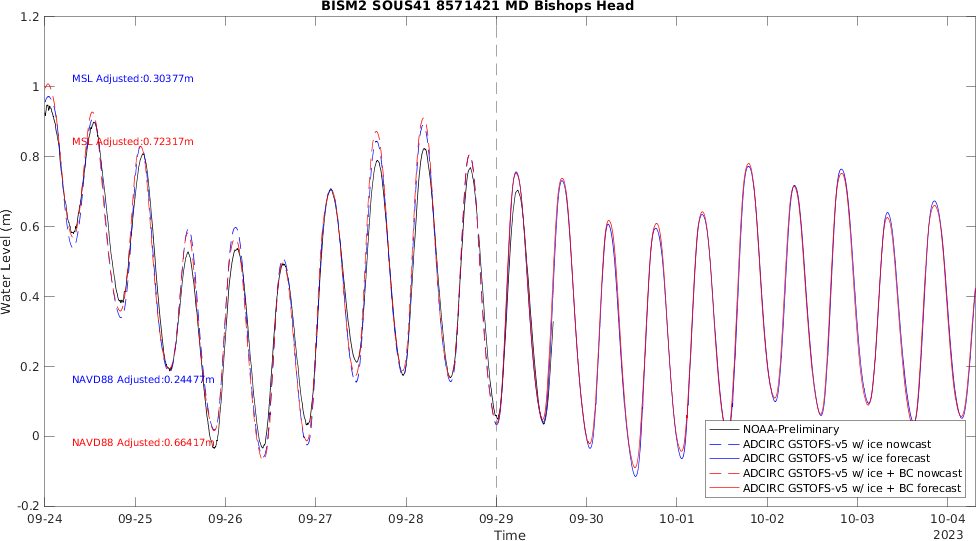 BISM2 SOUS41 8571421 MD Bishops Head
1.2
1
0.8
0.6
0.4
0.2
0
-0.2
Water Level (m)
MSL Adjusted:0.30377m
MSL Adjusted:0.72317m
NAVD88 Adjusted:0.24477m
NAVD88 Adjusted:0.66417m
NOAA-Preliminary
ADCIRC GSTOFS-v5 w/ ice nowcast
ADCIRC GSTOFS-v5 w/ ice forecast
ADCIRC GSTOFS-v5 w/ ice + BC nowcast
ADCIRC GSTOFS-v5 w/ ice + BC forecast
09-24 09-25 09-26 09-27 09-28 09-29 09-30 10-01 10-02 10-03 10-04
2023
Time